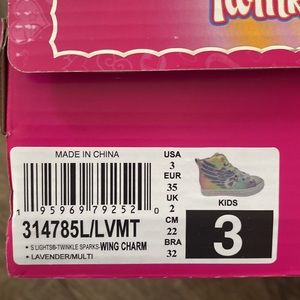 Twinkl
MADE IN CHINA
1 95969 79252 0
314785L/LVMT
• S LIGHTS®-TWINKLE SPARKS-WING CHARM
• LAVENDER/MULTI
USA
3
EUR
35
UK
2
CM
22
BRA
32
KIDS
3